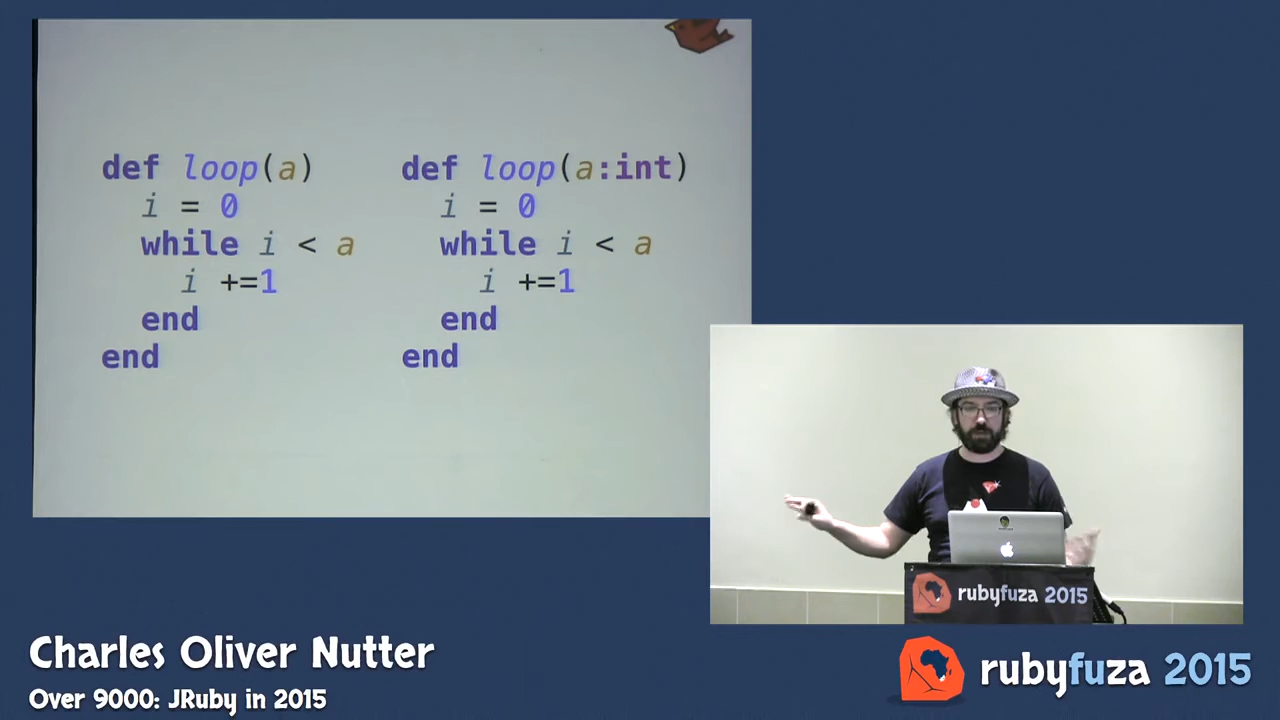 def loop(a)
i = 0
while i < a
i +=1
end
end
def loop(a:int)
i = 0
while i < a
i +=1
end
end
rubyfuza 2015
Charles Oliver Nutter
Over 9000: JRuby in 2015
rubyfuza 2015